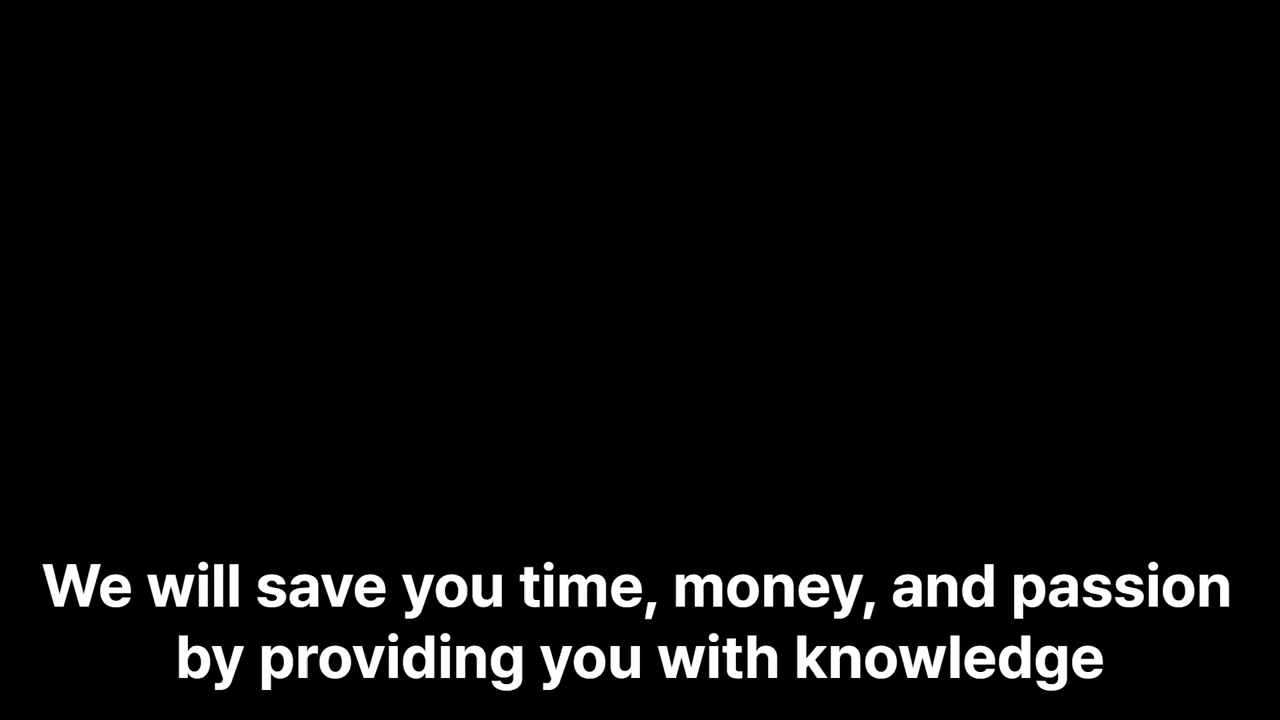 We will save you time, money, and passion
by providing you with knowledge